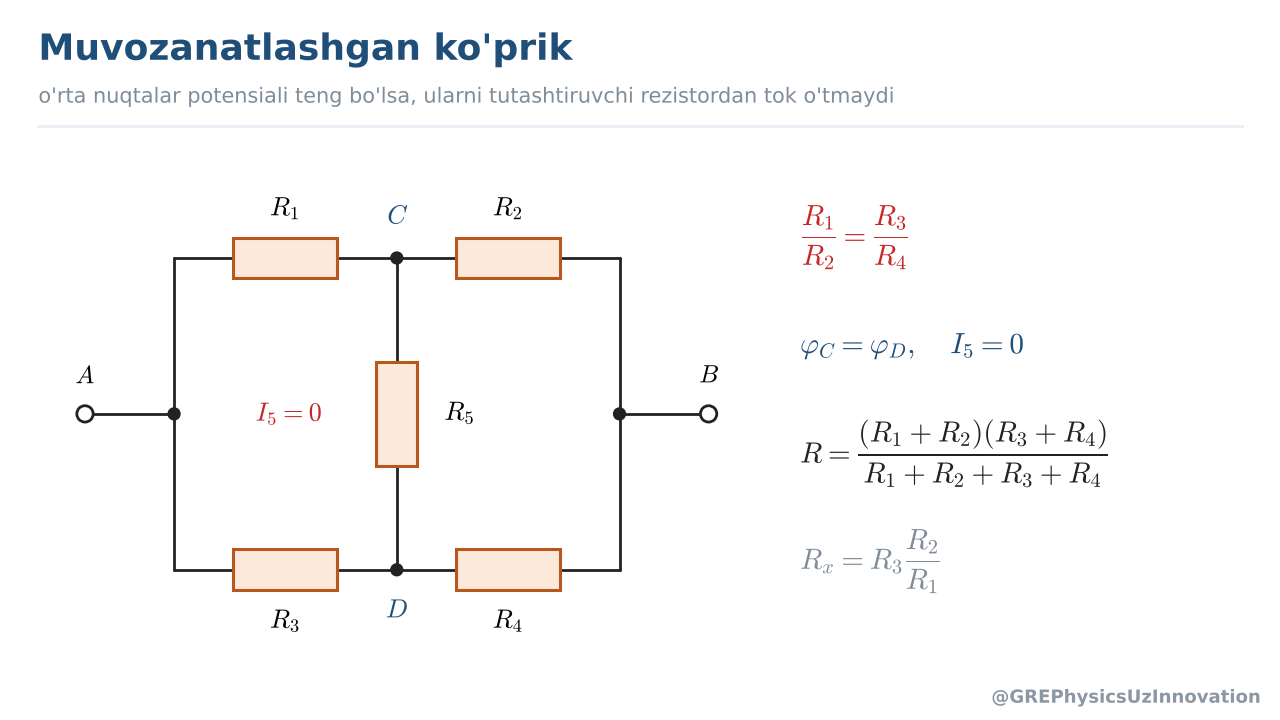 Muvozanatlashgan ko'prik
o'rta nuqtalar potensiali teng bo'lsa, ularni tutashtiruvchi rezistordan tok o'tmaydi
R₁
C
R₂
A
I₅ = 0
R₅
B
R₃
D
R₄
R₁/R₂ = R₃/R₄
φ_C = φ_D, I₅ = 0
R = (R₁ + R₂)(R₃ + R₄)/(R₁ + R₂ + R₃ + R₄)
Rₓ = R₃ R₂/R₁
@GREPhysicsUzInnovation